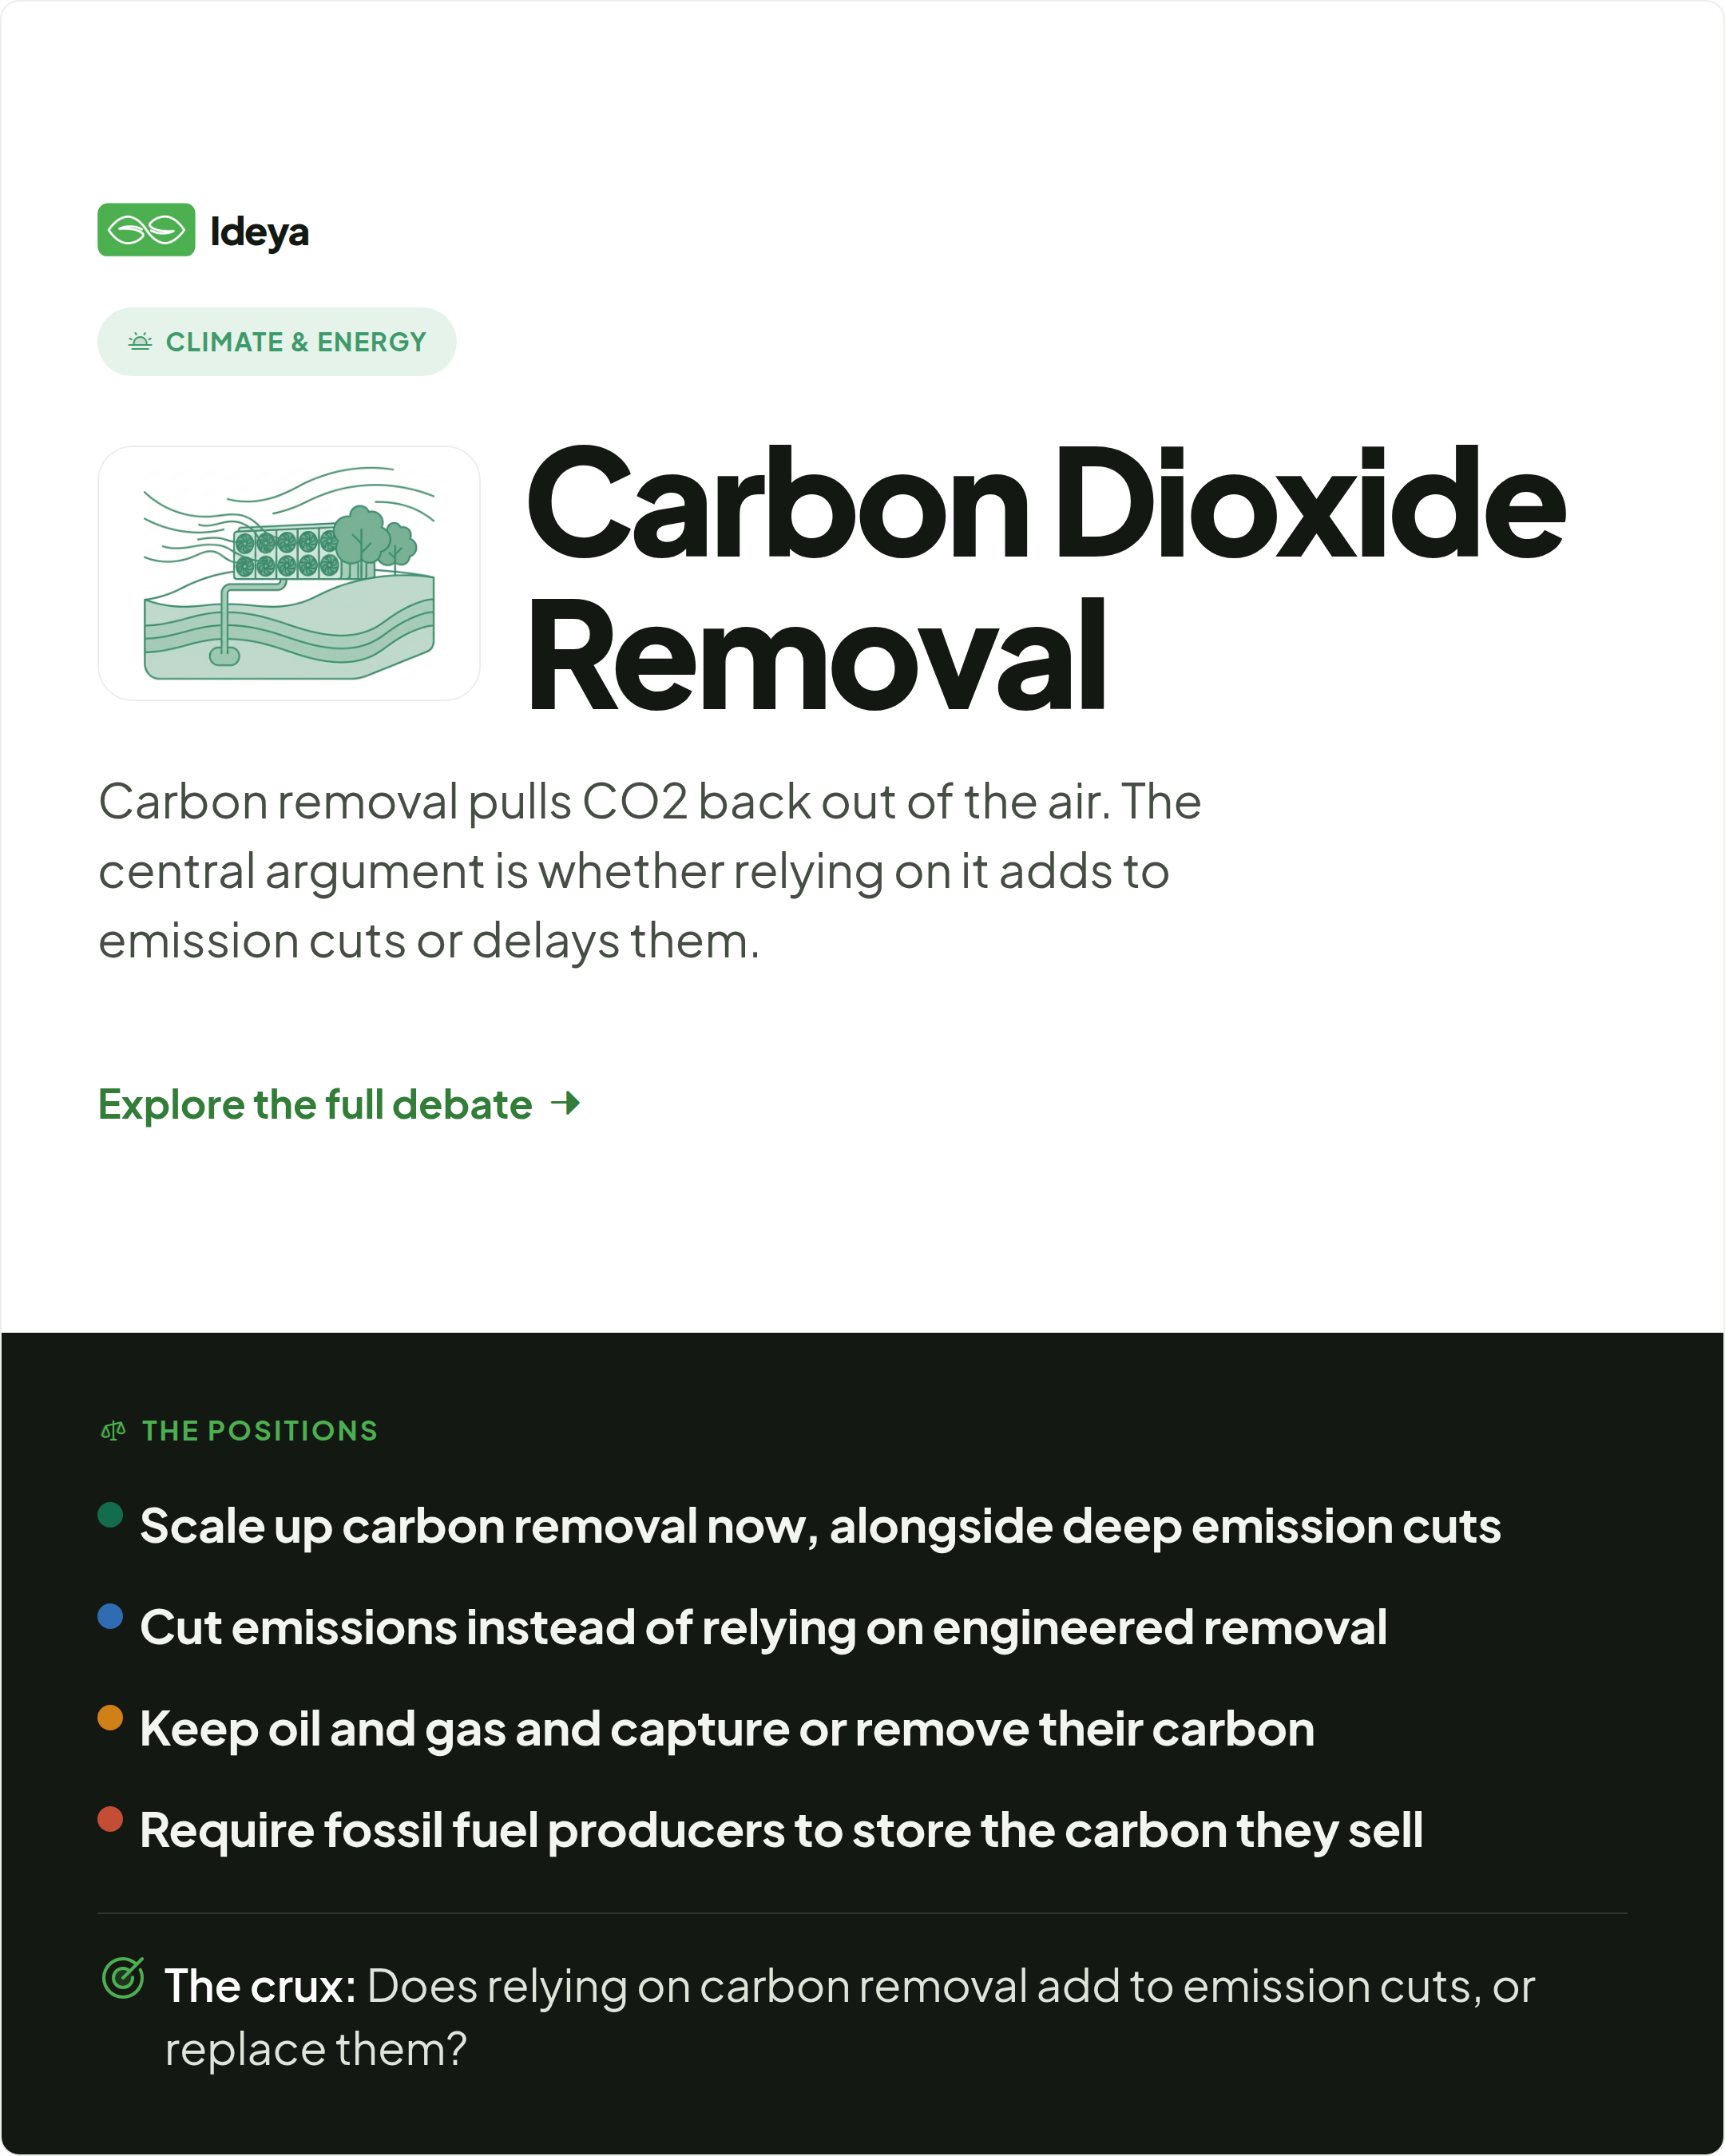 Ideya
CLIMATE & ENERGY
Carbon Dioxide
Removal
Carbon removal pulls CO2 back out of the air. The
central argument is whether relying on it adds to
emission cuts or delays them.
Explore the full debate
THE POSITIONS
Scale up carbon removal now, alongside deep emission cuts
Cut emissions instead of relying on engineered removal
Keep oil and gas and capture or remove their carbon
Require fossil fuel producers to store the carbon they sell
The crux: Does relying on carbon removal add to emission cuts, or
replace them?